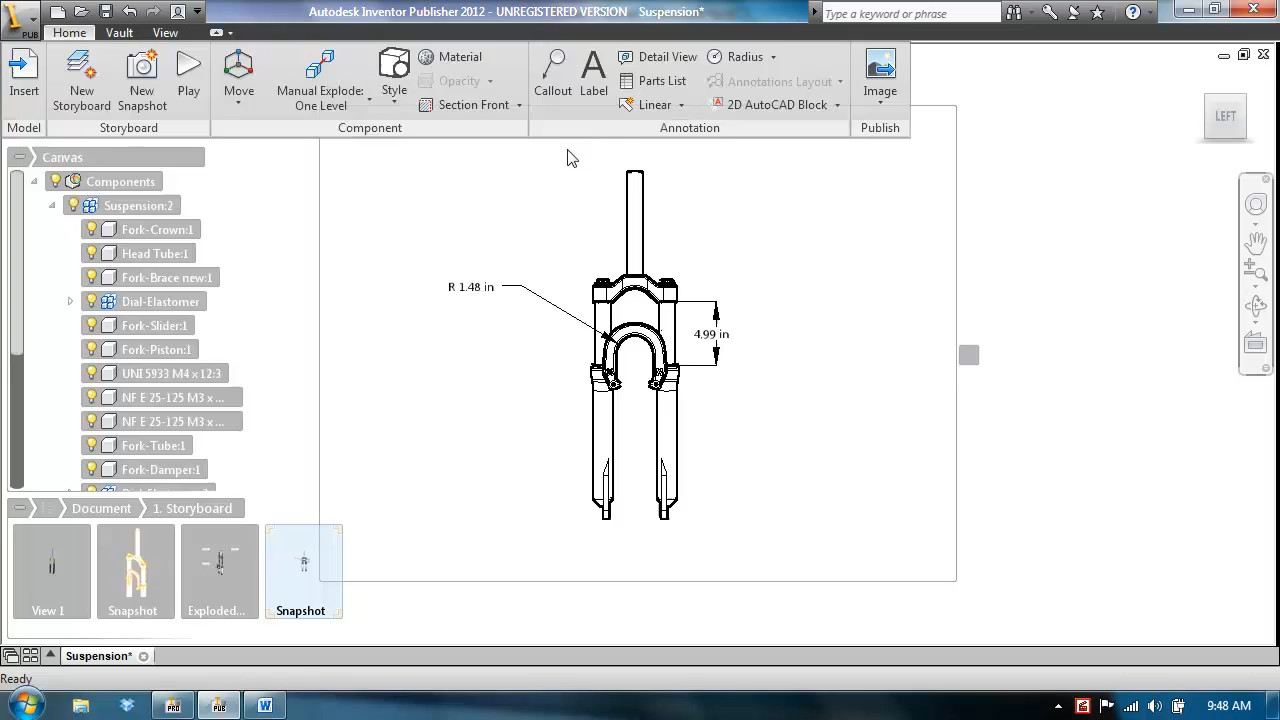 Autodesk Inventor Publisher 2012 - UNREGISTERED VERSION Suspension*
Type a keyword or phrase
PUB
Home
Vault
View
Insert
New
Storyboard
New
Snapshot
Play
Move
Manual Explode:
One Level
Style
Material
Opacity
Section Front
Callout
Label
Detail View
Parts List
Linear
Radius
Annotations Layout
2D AutoCAD Block
Image
Model
Storyboard
Component
Annotation
Publish
LEFT
Canvas
Components
Suspension:2
Fork-Crown:1
Head Tube:1
Fork-Brace new:1
Dial-Elastomer
Fork-Slider:1
Fork-Piston:1
UNI 5933 M4 x 12:3
NF E 25-125 M3 x ...
NF E 25-125 M3 x ...
Fork-Tube:1
Fork-Damper:1
R 1.48 in
4.99 in
Document
1. Storyboard
View 1
Snapshot
Exploded...
Snapshot
Suspension*
Ready
PRO
PUB
W
9:48 AM